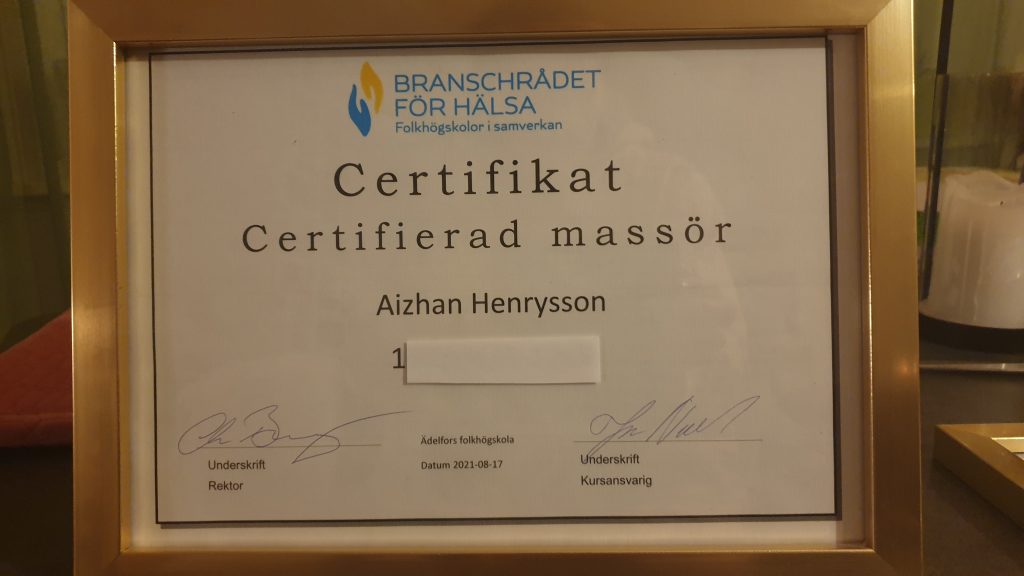 BRANSCHRÅDET
FÖR HÄLSA
Folkhögskolor i samverkan
Certifikat
Certifierad massör
Aizhan Henrysson
1
Ädelfors folkhögskola
Datum 2021-08-17
Underskrift
Rektor
Underskrift
Kursansvarig